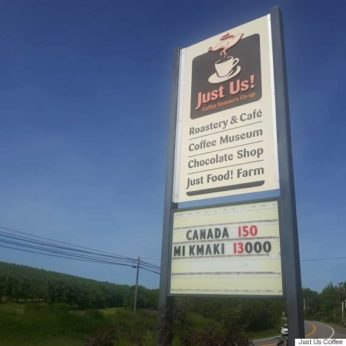 Just Us!
Coffee Roasters Co-op
Roastery & Café
Coffee Museum
Chocolate Shop
Just Food! Farm
CANADA 150
MI KMAKI 13000
Just Us Coffee